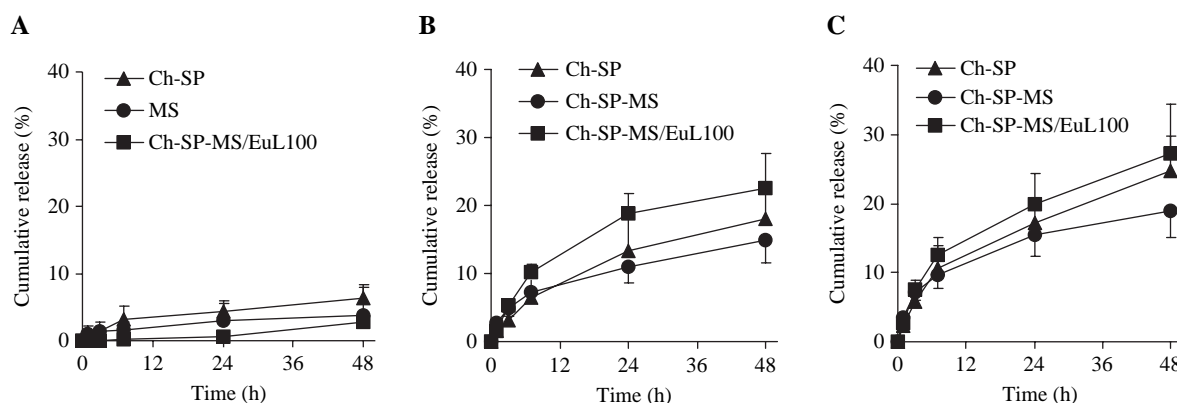 A
Cumulative release (%)
40
30
20
10
0
Ch-SP
MS
Ch-SP-MS/EuL100
0 12 24 36 48
Time (h)
B
Cumulative release (%)
40
30
20
10
0
Ch-SP
Ch-SP-MS
Ch-SP-MS/EuL100
0 12 24 36 48
Time (h)
C
Cumulative release (%)
40
30
20
10
0
Ch-SP
Ch-SP-MS
Ch-SP-MS/EuL100
0 12 24 36 48
Time (h)